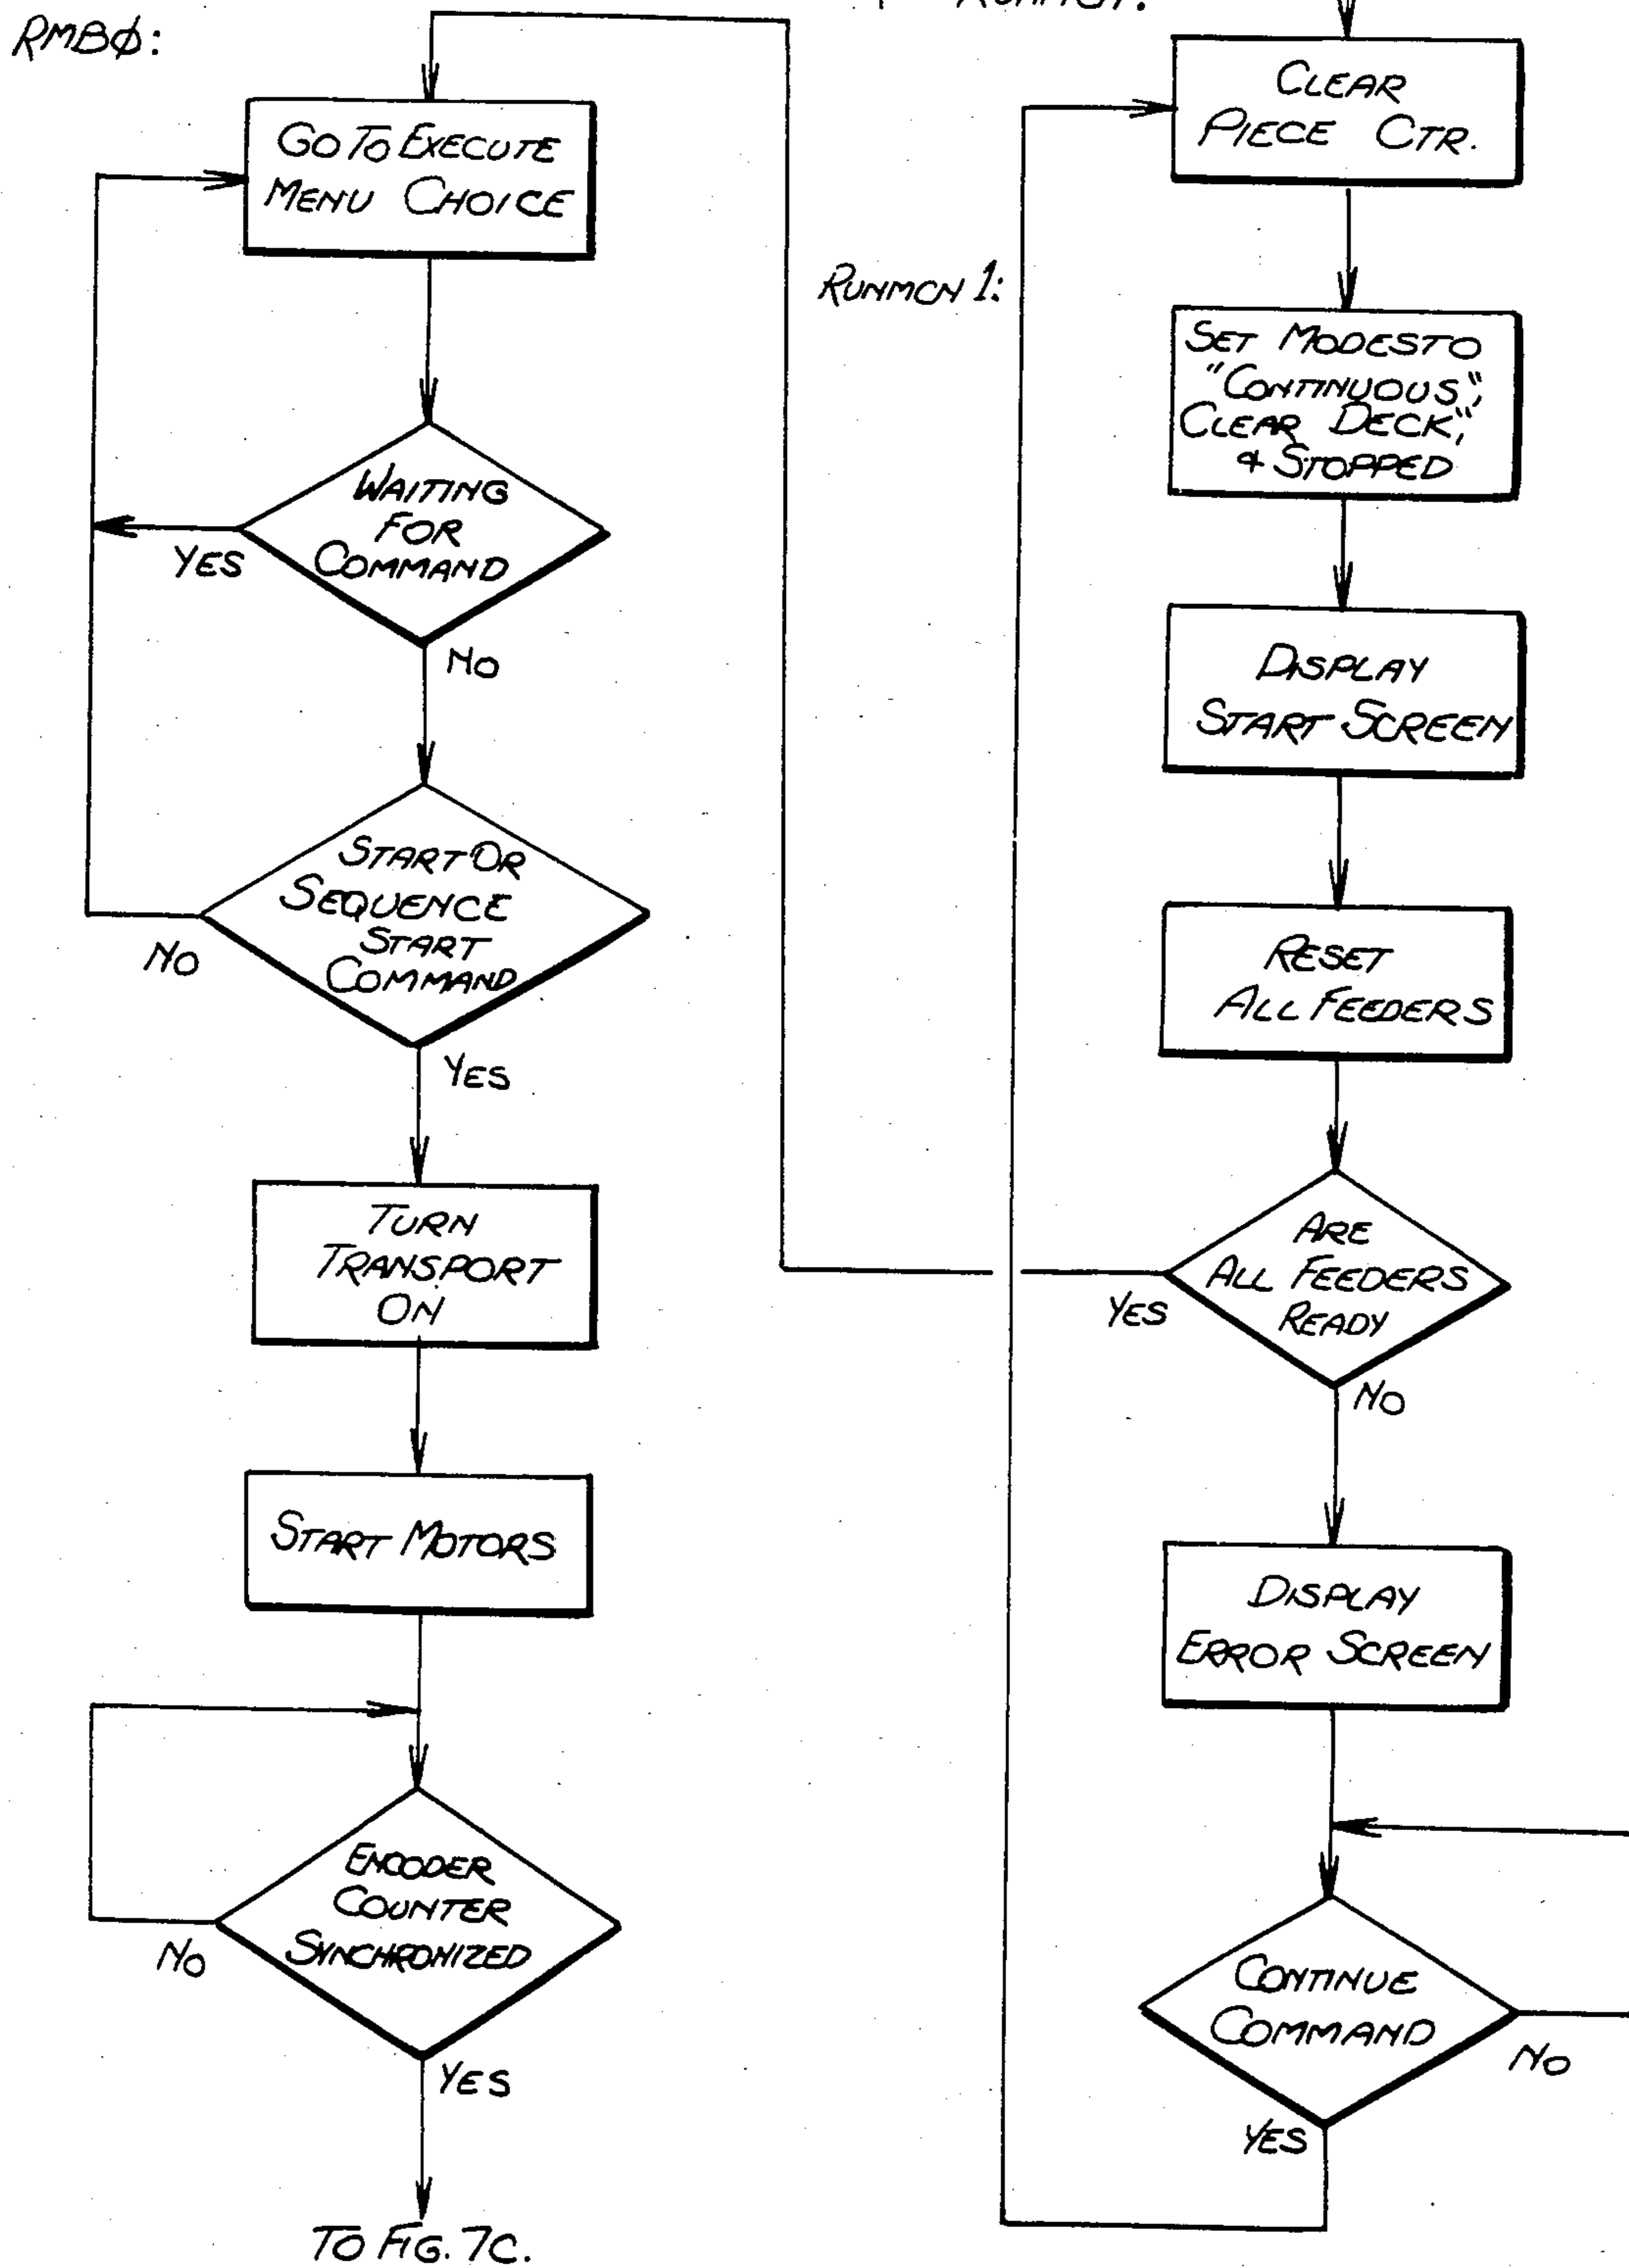 RMBØ:
GO TO EXECUTE
MENU CHOICE
WAITING
FOR
COMMAND
YES
NO
START OR
SEQUENCE
START
COMMAND
NO
YES
TURN
TRANSPORT
ON
START MOTORS
ENCODER
COUNTER
SYNCHRONIZED
NO
YES
TO FIG. 7C.
CLEAR
PIECE CTR.
RUNMCN 1:
SET MODESTO
"CONTINUOUS",
CLEAR DECK,"
& STOPPED
DISPLAY
START SCREEN
RESET
ALL FEEDERS
ARE
ALL FEEDERS
READY
YES
NO
DISPLAY
ERROR SCREEN
CONTINUE
COMMAND
NO
YES